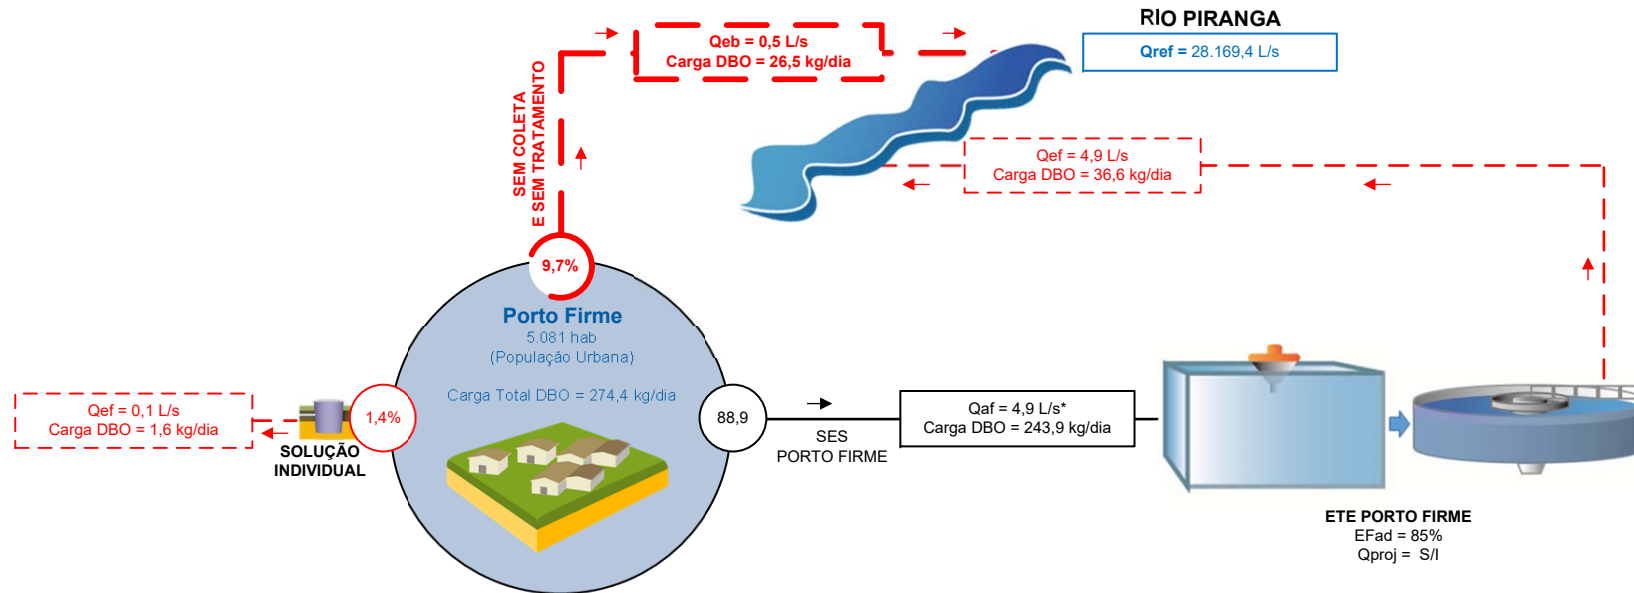 RIO PIRANGA
Qref = 28.169,4 L/s
Qeb = 0,5 L/s
Carga DBO = 26,5 kg/dia
SEM COLETA
E SEM TRATAMENTO
Qef = 4,9 L/s
Carga DBO = 36,6 kg/dia
9,7%
Porto Firme
5.081 hab
(População Urbana)
Carga Total DBO = 274,4 kg/dia
Qef = 0,1 L/s
Carga DBO = 1,6 kg/dia
1,4%
SOLUÇÃO
INDIVIDUAL
88,9
SES
PORTO FIRME
Qaf = 4,9 L/s*
Carga DBO = 243,9 kg/dia
ETE PORTO FIRME
EFad = 85%
Qproj = S/I